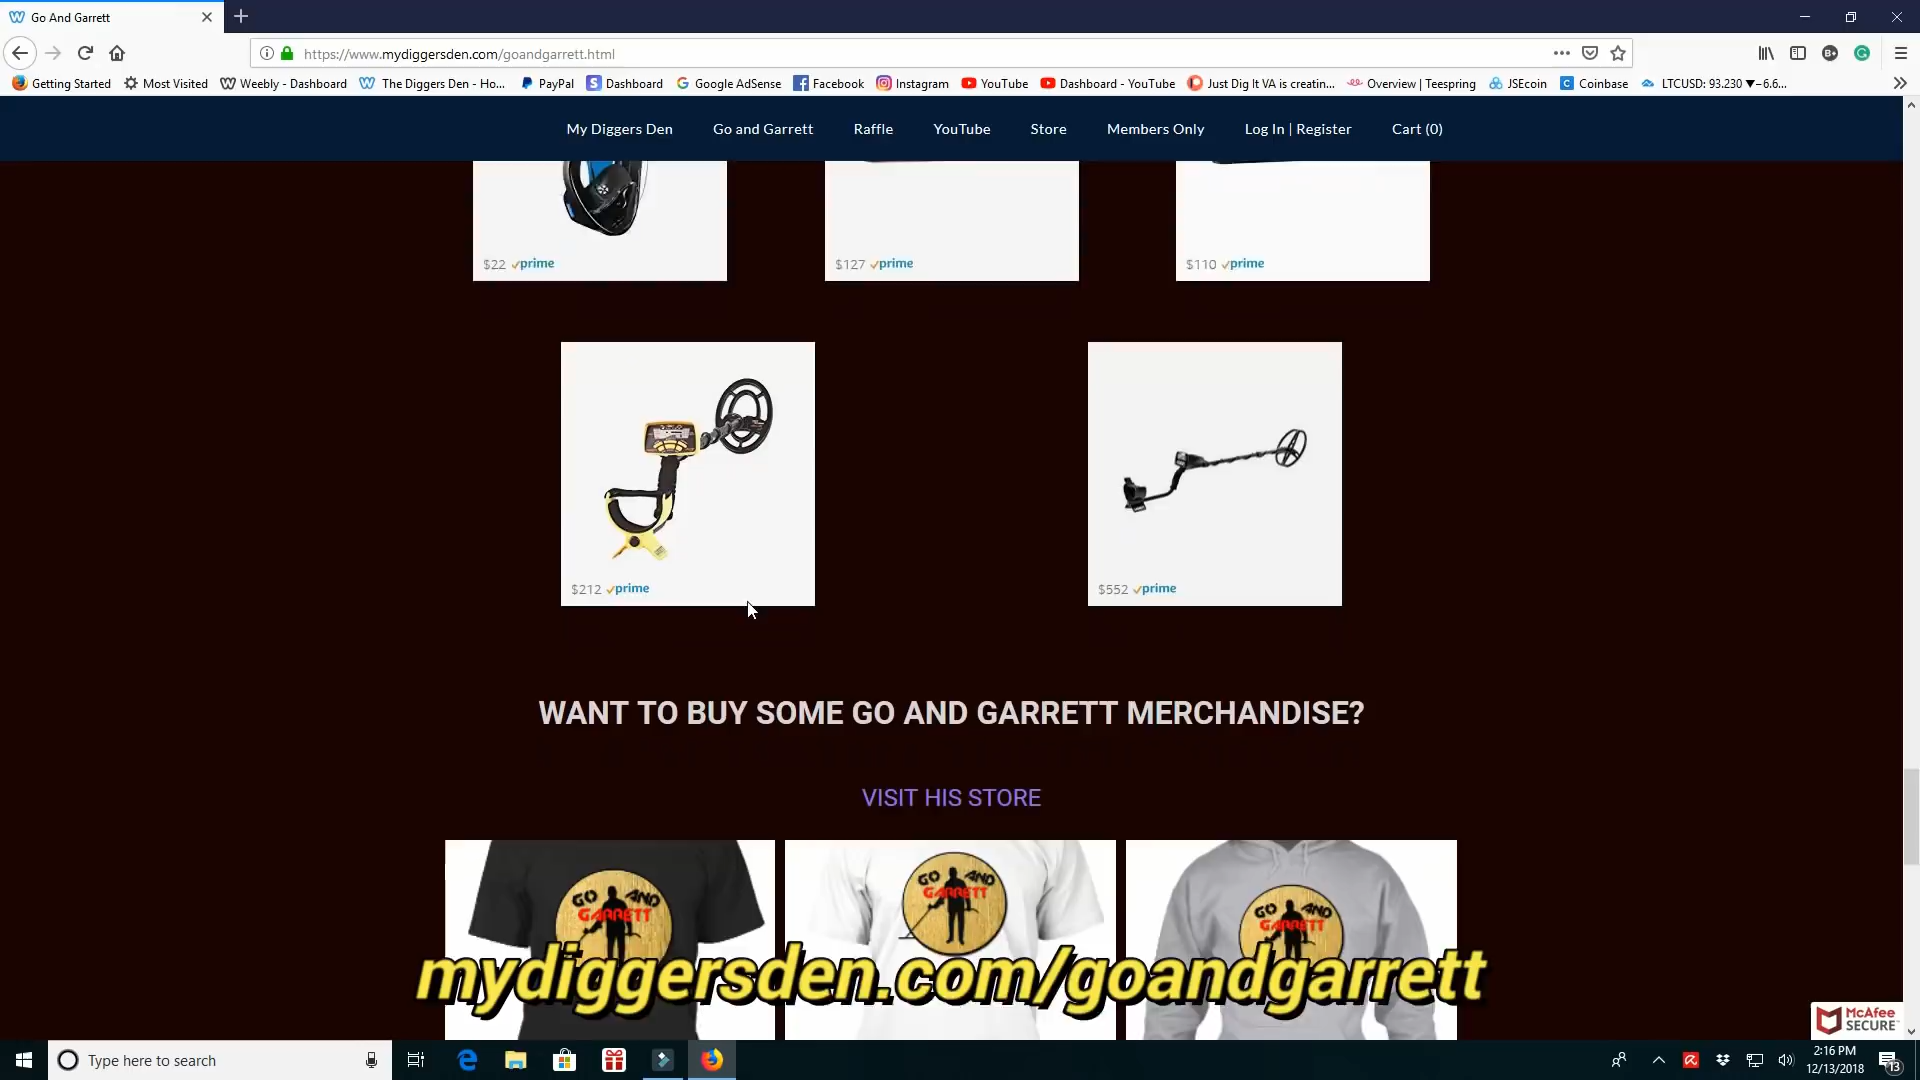 Go And Garrett
https://www.mydiggersden.com/goandgarrett.html
Getting Started
Most Visited
Weebly - Dashboard
The Diggers Den - Ho...
PayPal
Dashboard
Google AdSense
Facebook
Instagram
YouTube
Dashboard - YouTube
Just Dig It VA is creatin...
Overview | Teespring
JSEcoin
Coinbase
LTCUSD: 93.230 ▼−6.6...
My Diggers Den
Go and Garrett
Raffle
YouTube
Store
Members Only
Log In | Register
Cart (0)
$22 prime
$127 prime
$110 prime
$212 prime
$552 prime
WANT TO BUY SOME GO AND GARRETT MERCHANDISE?
VISIT HIS STORE
GO AND
GARRETT
GO AND
GARRETT
GO AND
GARRETT
mydiggersden.com/goandgarrett
McAfee
SECURE
Type here to search
2:16 PM
12/13/2018
13